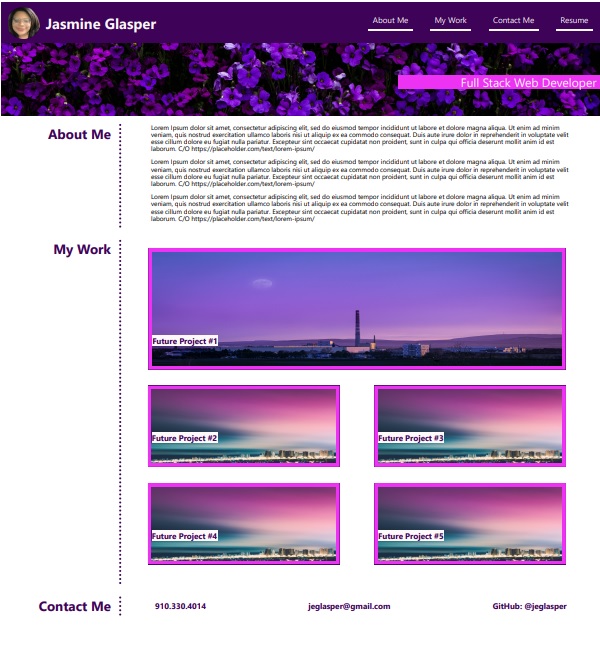 Jasmine Glasper
About Me
My Work
Contact Me
Resume
Full Stack Web Developer
About Me
Lorem Ipsum dolor sit amet, consectetur adipiscing elit, sed do eiusmod tempor incididunt ut labore et dolore magna aliqua. Ut enim ad minim
veniam, quis nostrud exercitation ullamco laboris nisi ut aliquip ex ea commodo consequat. Duis aute irure dolor in reprehenderit in voluptate velit
esse cillum dolore eu fugiat nulla pariatur. Excepteur sint occaecat cupidatat non proident, sunt in culpa qui officia deserunt mollit anim id est
laborum. C/O https://placeholder.com/text/lorem-ipsum/
Lorem Ipsum dolor sit amet, consectetur adipiscing elit, sed do eiusmod tempor incididunt ut labore et dolore magna aliqua. Ut enim ad minim
veniam, quis nostrud exercitation ullamco laboris nisi ut aliquip ex ea commodo consequat. Duis aute irure dolor in reprehenderit in voluptate velit
esse cillum dolore eu fugiat nulla pariatur. Excepteur sint occaecat cupidatat non proident, sunt in culpa qui officia deserunt mollit anim id est
laborum. C/O https://placeholder.com/text/lorem-ipsum/
Lorem Ipsum dolor sit amet, consectetur adipiscing elit, sed do eiusmod tempor incididunt ut labore et dolore magna aliqua. Ut enim ad minim
veniam, quis nostrud exercitation ullamco laboris nisi ut aliquip ex ea commodo consequat. Duis aute irure dolor in reprehenderit in voluptate velit
esse cillum dolore eu fugiat nulla pariatur. Excepteur sint occaecat cupidatat non proident, sunt in culpa qui officia deserunt mollit anim id est
laborum. C/O https://placeholder.com/text/lorem-ipsum/
My Work
Future Project #1
Future Project #2
Future Project #3
Future Project #4
Future Project #5
Contact Me
910.330.4014
jeglasper@gmail.com
GitHub: @jeglasper